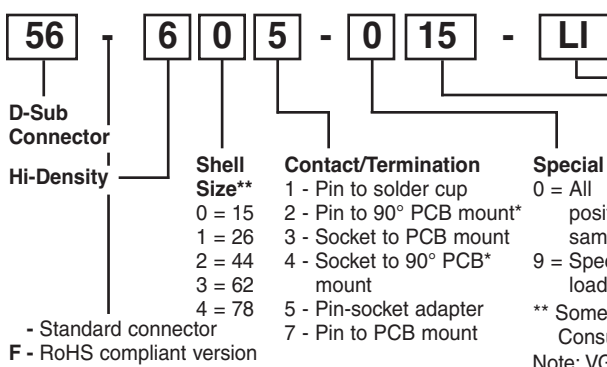 56 - 6 0 5 - 0 15 - LI
D-Sub
Connector
Hi-Density
Shell
Size**
0 = 15
1 = 26
2 = 44
3 = 62
4 = 78
- Standard connector
F - RoHS compliant version
Contact/Termination
1 - Pin to solder cup
2 - Pin to 90° PCB mount*
3 - Socket to PCB mount
4 - Socket to 90° PCB*
mount
5 - Pin-socket adapter
7 - Pin to PCB mount
Special
0 = All
9 =
** Some
Note: